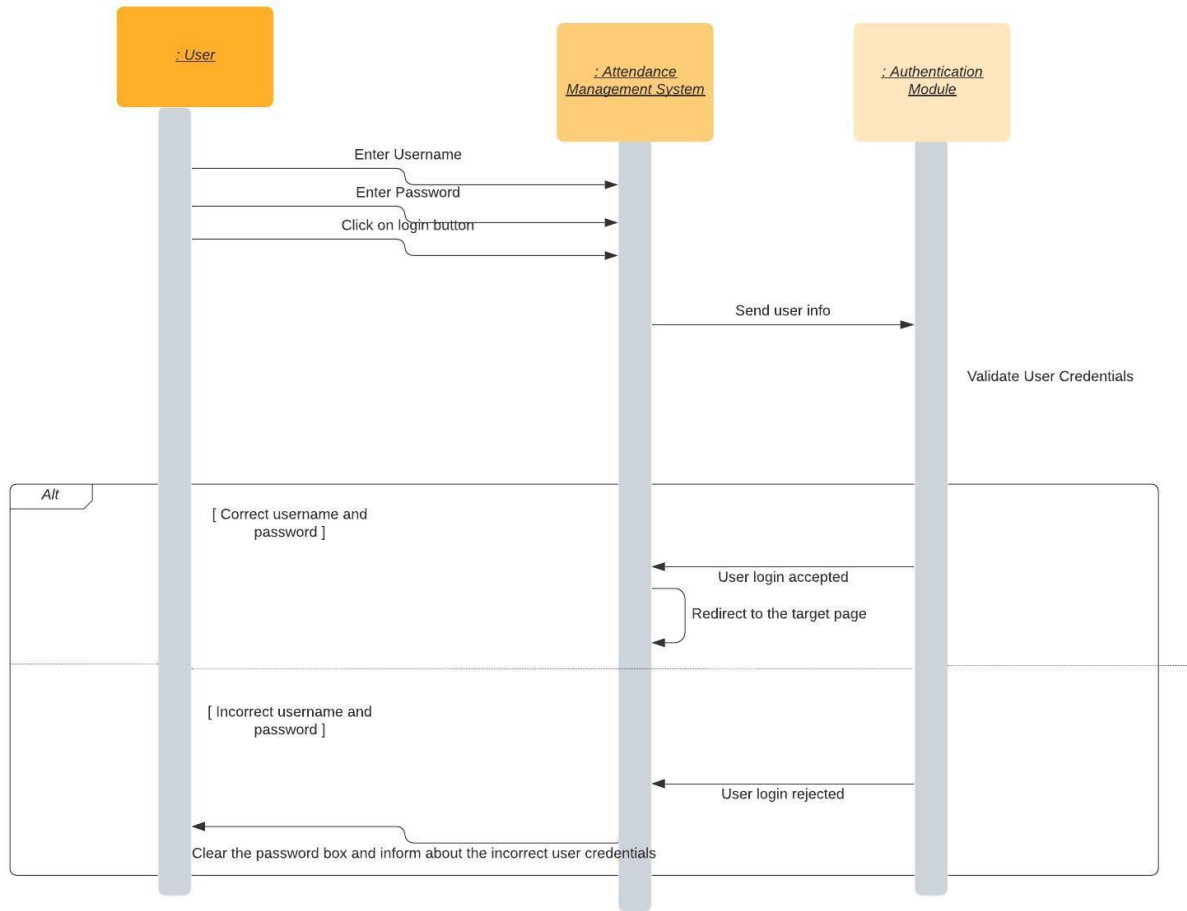 : User
: Attendance
Management System
: Authentication
Module
Enter Username
Enter Password
Click on login button
Send user info
Validate User Credentials
Alt
[ Correct username and
password ]
User login accepted
Redirect to the target page
[ Incorrect username and
password ]
User login rejected
Clear the password box and inform about the incorrect user credentials